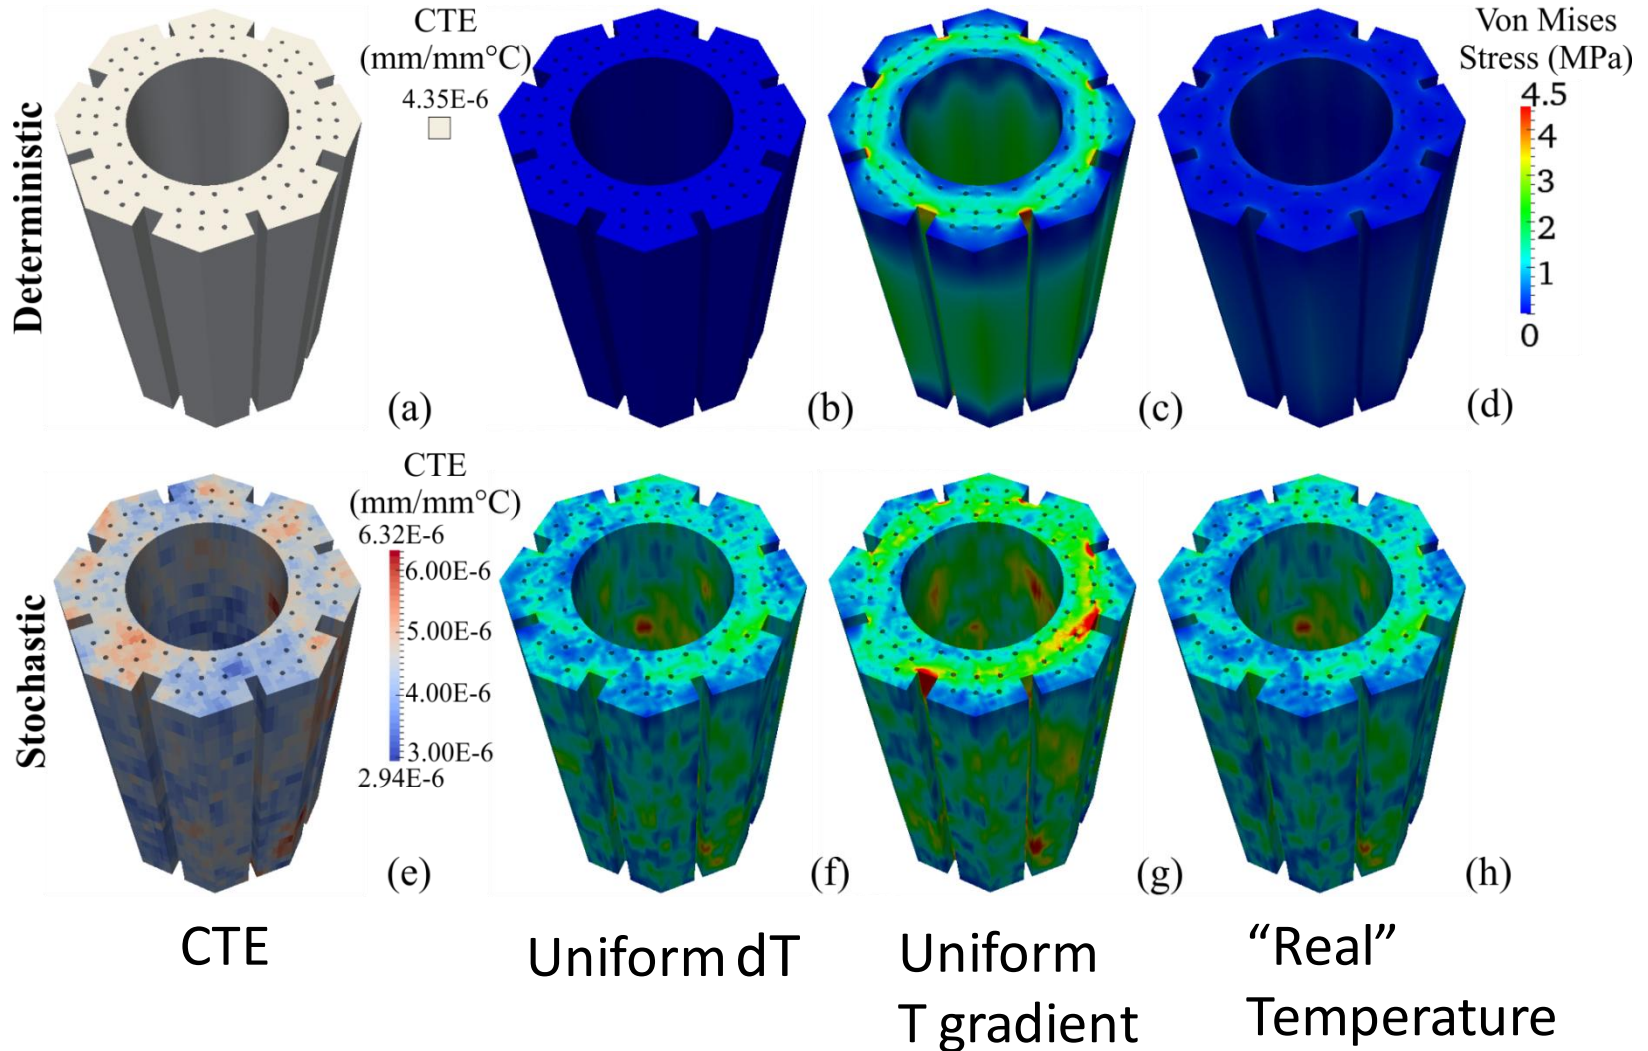 CTE
(mm/mm°C)
4.35E-6
Von Mises
Stress (MPa)
4.5
4
3
2
1
0
Deterministic
(a)
(b)
(c)
(d)
CTE
(mm/mm°C)
6.32E-6
6.00E-6
5.00E-6
4.00E-6
3.00E-6
2.94E-6
Stochastic
(e)
(f)
(g)
(h)
CTE
Uniform dT
Uniform
T gradient
“Real”
Temperature